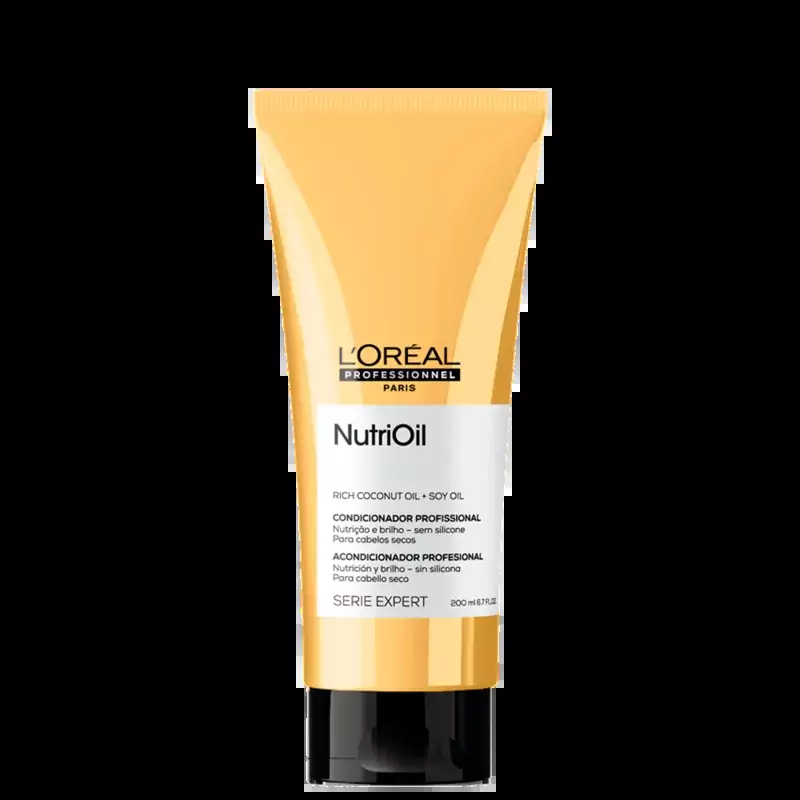 L'ORÉAL
PROFESSIONNEL
PARIS
NutriOil
RICH COCONUT OIL + SOY OIL
CONDICIONADOR PROFISSIONAL
Nutrição e brilho – sem silicone
Para cabelos secos
ACONDICIONADOR PROFESIONAL
Nutrición y brilho – sin silicona
Para cabello seco
SERIE EXPERT 200 ml 6.7 FL.OZ.